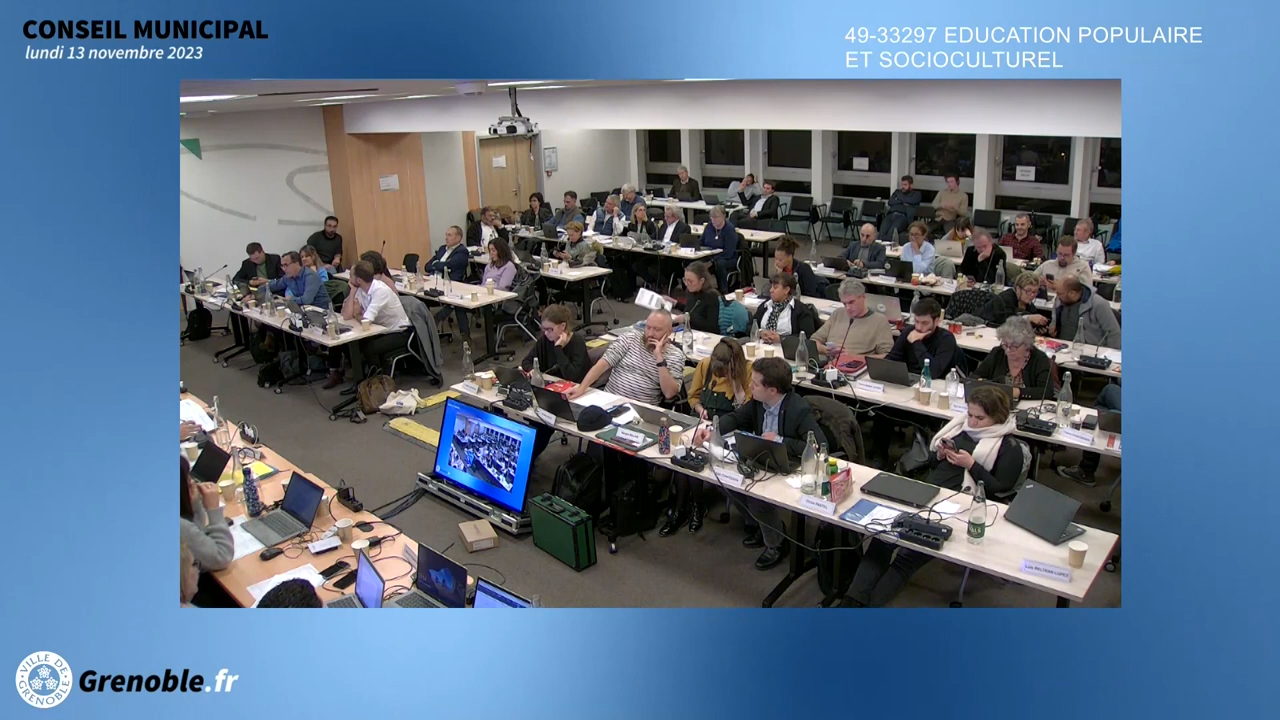 CONSEIL MUNICIPAL
lundi 13 novembre 2023
49-33297 EDUCATION POPULAIRE
ET SOCIOCULTUREL
VILLE DE
GRENOBLE
Grenoble.fr